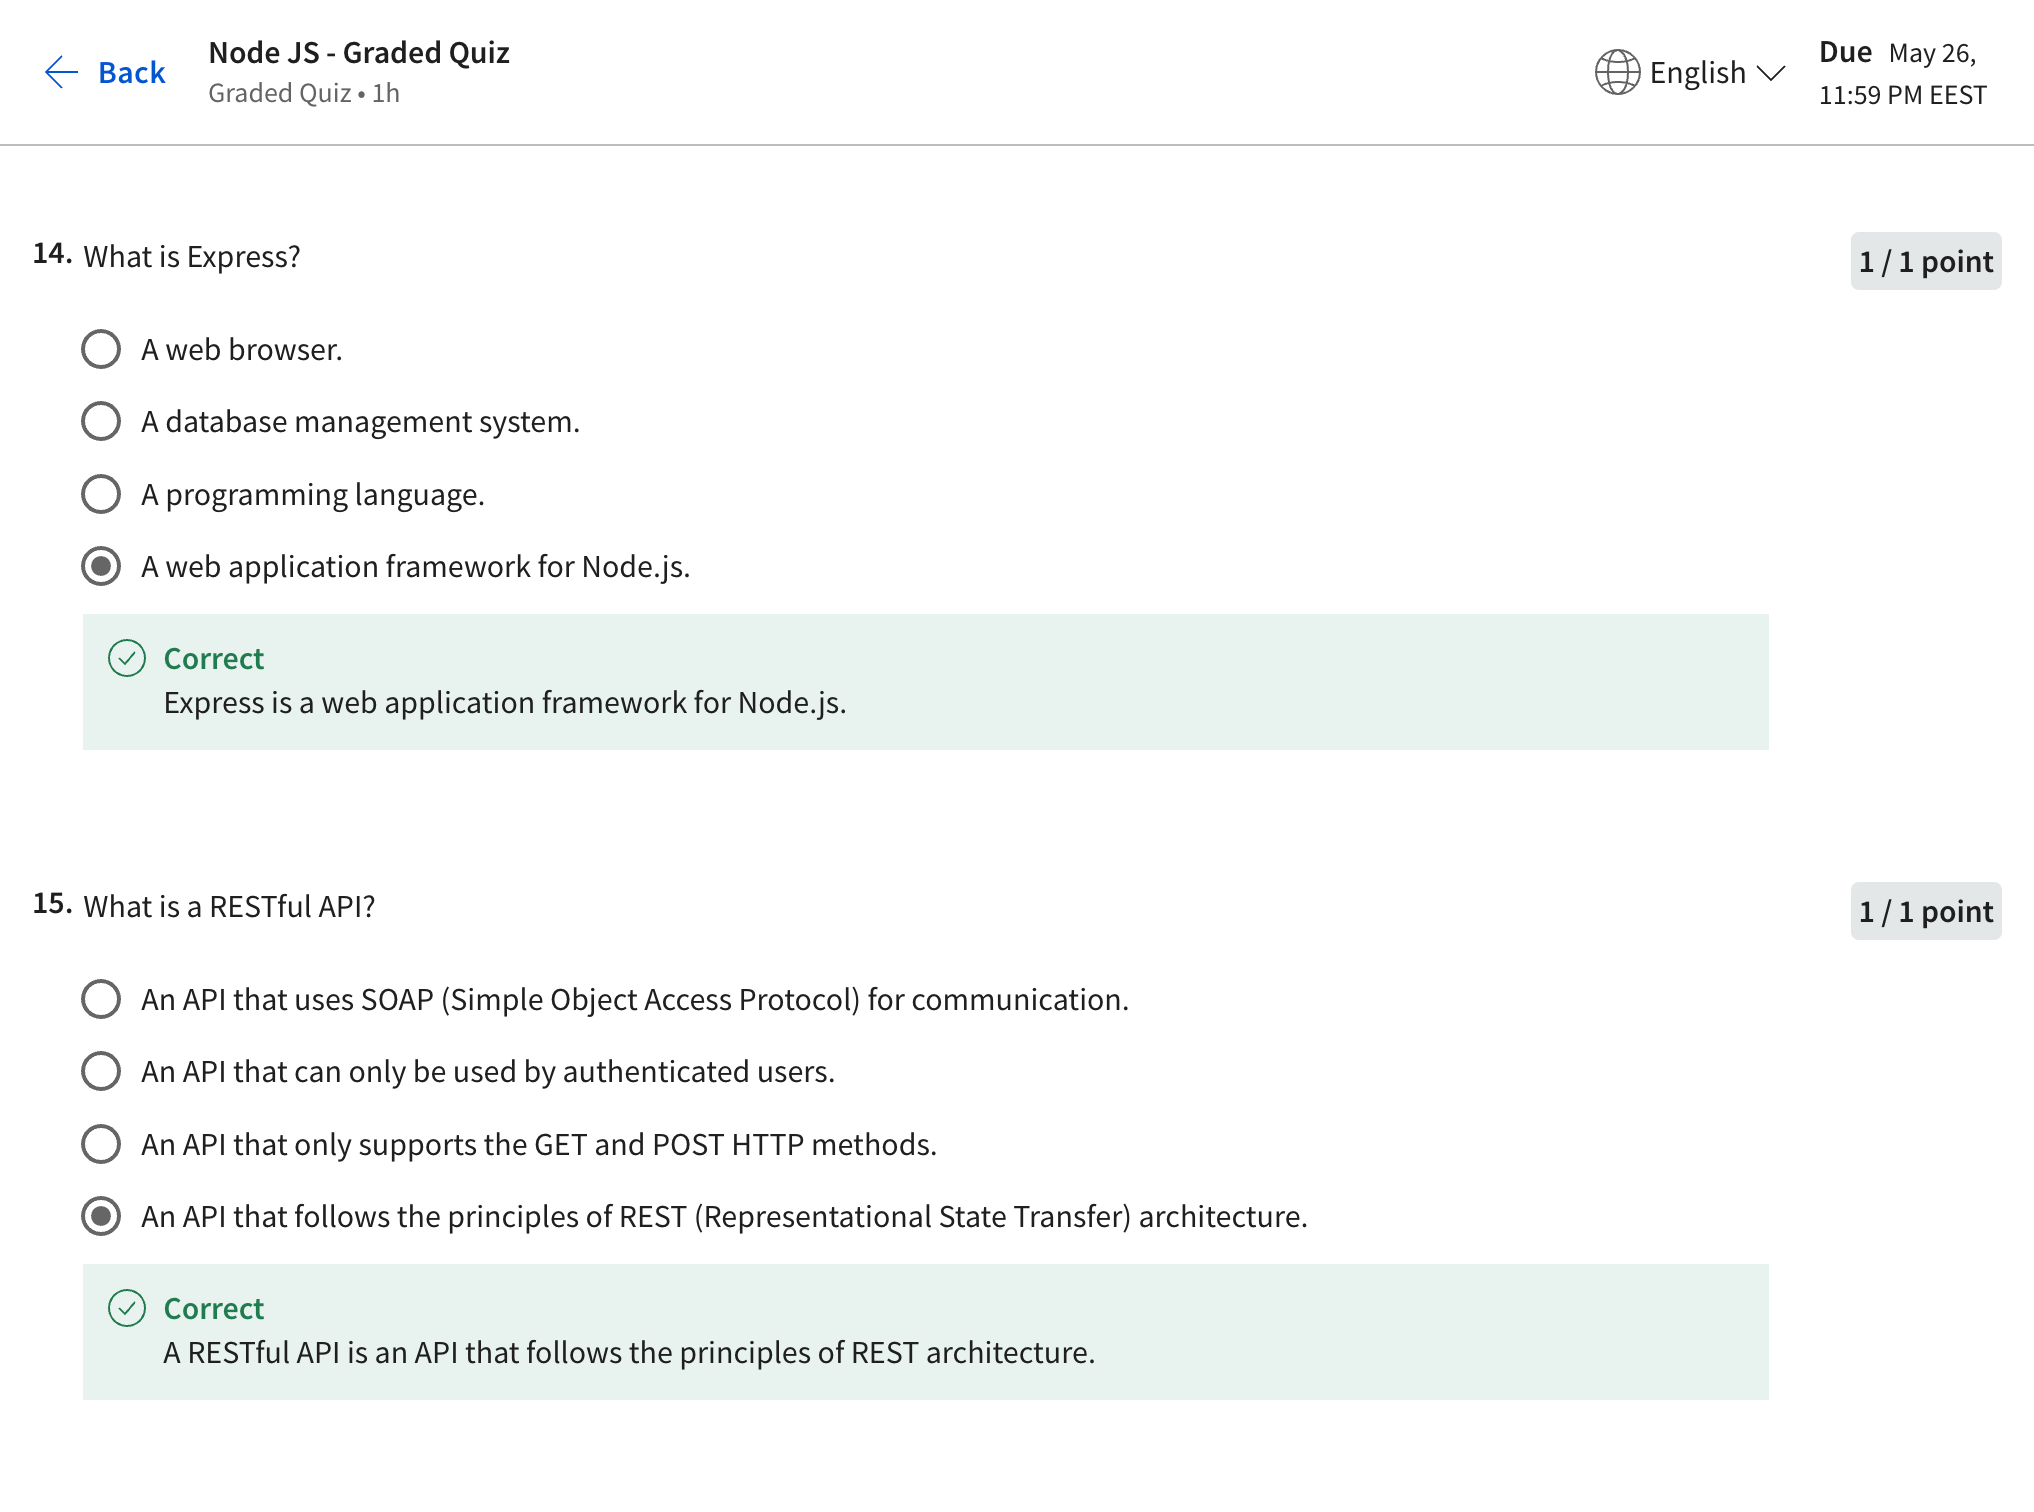 Back
Node JS - Graded Quiz
Graded Quiz • 1h
English
Due May 26,
11:59 PM EEST
14. What is Express?
1 / 1 point
A web browser.
A database management system.
A programming language.
A web application framework for Node.js.
Correct
Express is a web application framework for Node.js.
15. What is a RESTful API?
1 / 1 point
An API that uses SOAP (Simple Object Access Protocol) for communication.
An API that can only be used by authenticated users.
An API that only supports the GET and POST HTTP methods.
An API that follows the principles of REST (Representational State Transfer) architecture.
Correct
A RESTful API is an API that follows the principles of REST architecture.